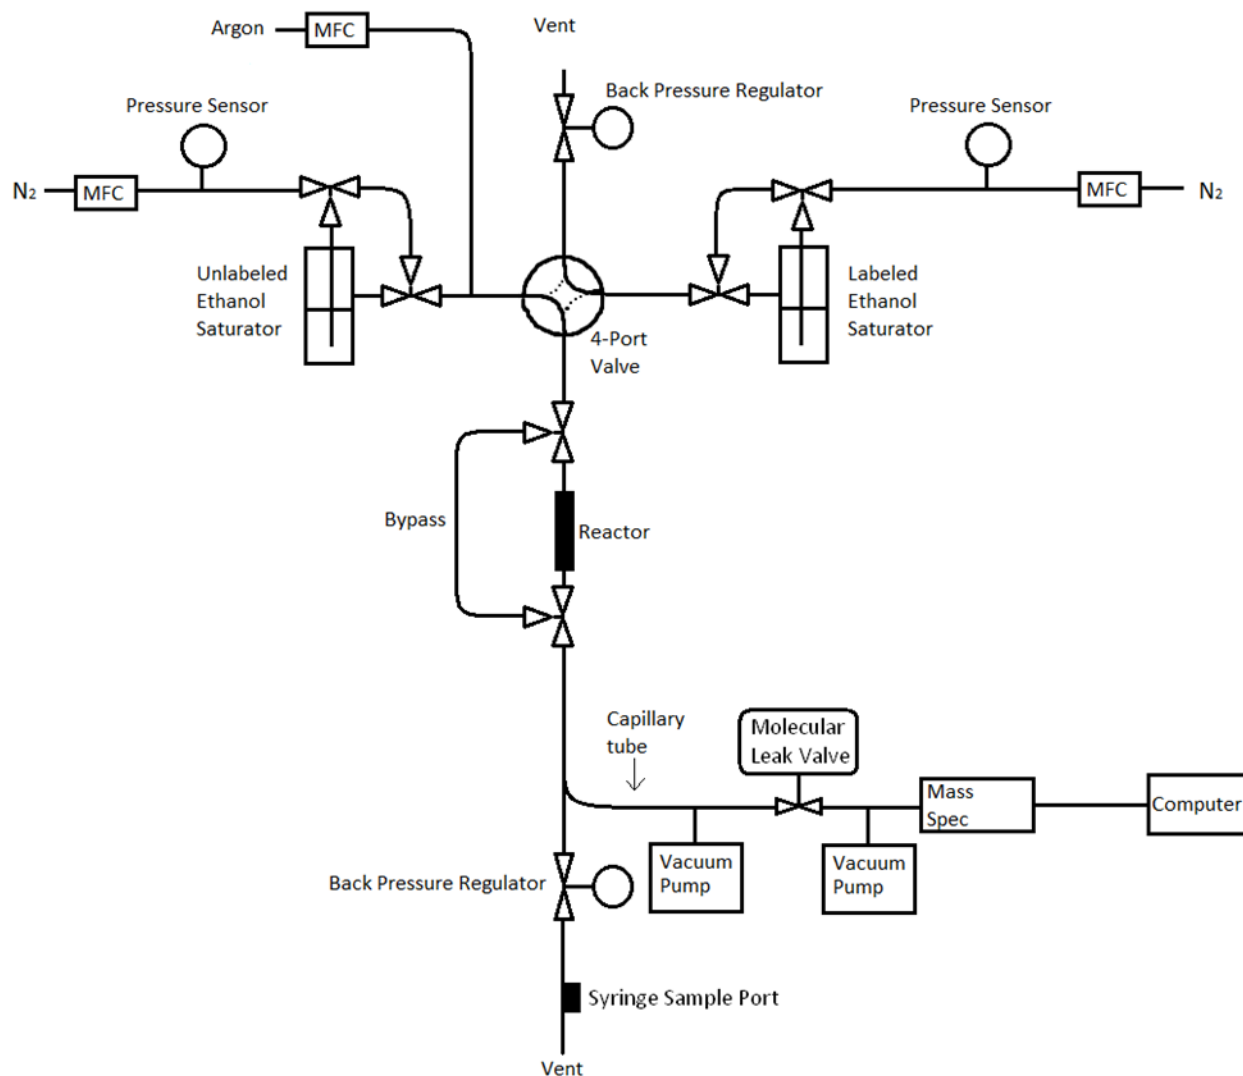 Argon
MFC
Vent
Back Pressure Regulator
Pressure Sensor
Pressure Sensor
N₂
MFC
MFC
N₂
Unlabeled
Ethanol
Saturator
Labeled
Ethanol
Saturator
4-Port
Valve
Bypass
Reactor
Capillary
tube
Molecular
Leak Valve
Mass
Spec
Computer
Vacuum
Pump
Vacuum
Pump
Back Pressure Regulator
Syringe Sample Port
Vent